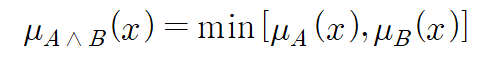 μ_{A ∧ B}(x) = min [μ_A (x), μ_B(x)]